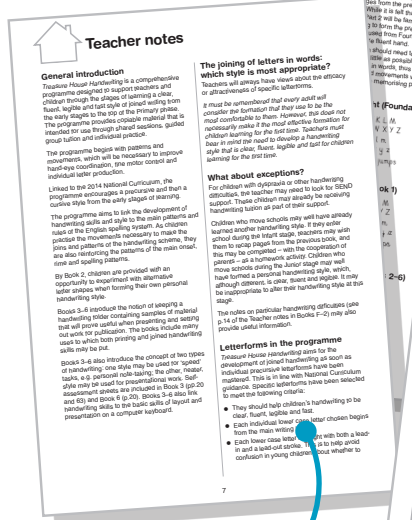 Teacher notes
General introduction
Treasure House Handwriting is a comprehensive
programme designed to support teachers and
children through the stages of learning a clear,
fluent, legible and fast style of joined writing from
the early stages to the top of the Primary phase.
The programme provides copiable material that is
intended for use through shared sessions, guided
group tuition and individual practice.
The programme begins with patterns and
movements, which will be necessary to improve
hand-eye coordination, fine motor control and
individual letter production.
Linked to the 2014 National Curriculum, the
programme encourages a precursive and then a
cursive style from the early stages of learning.
The programme aims to link the development of
handwriting skills and style to the main patterns and
rules of the English spelling system. As children
practise the movements necessary to make the
joins and patterns of the handwriting scheme, they
are also reinforcing the patterns of the main onset,
rime and spelling patterns.
By Book 2, children are provided with an
opportunity to experiment with alternative
letter shapes when forming their own personal
handwriting style.
Books 3–6 introduce the notion of keeping a
handwriting folder containing samples of material
that will prove useful when presenting and setting
out work for publication. The books include many
uses to which both printing and joined handwriting
skills may be put.
Books 3–6 also introduce the concept of two types
of handwriting: one style may be used for 'speed'
tasks, e.g. personal note-taking; the other, neater,
style may be used for presentational work. Self-
assessment sheets are included in Book 3 (pp.20
and 63) and Book 6 (p.20). Books 3–6 also link
handwriting skills to the basic skills of layout and
presentation on a computer keyboard.
The joining of letters in words:
which style is most appropriate?
Teachers will always have views about the efficacy
or attractiveness of specific letterforms.
It must be remembered that every adult will
consider the formation that they use to be the
most comfortable to them. However, this does not
necessarily make it the most effective formation for
children learning for the first time. Teachers must
bear in mind the need to develop a handwriting
style that is clear, fluent, legible and fast for children
learning for the first time.
What about exceptions?
For children with dyspraxia or other handwriting
difficulties, the teacher may need to look for SEND
support. These children may already be receiving
handwriting tuition as part of their support.
Children who move schools may well have already
learned another handwriting style. If they enter
school during the Infant stage, teachers may wish
them to recap pages from the previous book, and
this may be competed – with the cooperation of
parents – as a homework activity. Children who
move schools during the Junior stage may well
have formed a personal handwriting style, which,
although different, is clear, fluent and legible. It may
be inappropriate to alter their handwriting style at this
stage.
The notes on particular handwriting difficulties (see
p.14 of the Teacher notes in Books F–2) may also
provide useful information.
Letterforms in the programme
Treasure House Handwriting aims for the
development of joined handwriting as soon as
individual precursive letterforms have been
mastered. This is in line with National Curriculum
guidance. Specific letterforms have been selected
to meet the following criteria:
● They should help children's handwriting to be
clear, fluent, legible and fast.
● Each individual lower case letter chosen begins
from the main writing
● Each lower case letter with both a lead-
in and a lead-out stroke. is to help avoid
confusion in young children about whether to
7